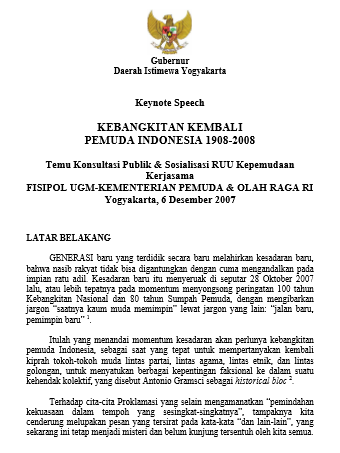 Gubernur
Daerah Istimewa Yogyakarta
Keynote Speech
KEBANGKITAN KEMBALI
PEMUDA INDONESIA 1908-2008
Temu Konsultasi Publik & Sosialisasi RUU Kepemudaan
Kerjasama
FISIPOL UGM-KEMENTERIAN PEMUDA & OLAH RAGA RI
Yogyakarta, 6 Desember 2007
LATAR BELAKANG
GENERASI baru yang terdidik secara baru melahirkan kesadaran baru,
bahwa nasib rakyat tidak bisa digantungkan dengan cuma mengandalkan pada
impian ratu adil. Kesadaran baru itu menyeruak di seputar 28 Oktober 2007
lalu, atau lebih tepatnya pada momentum menyongsong peringatan 100 tahun
Kebangkitan Nasional dan 80 tahun Sumpah Pemuda, dengan mengibarkan
jargon "saatnya kaum muda memimpin" lewat jargon yang lain: "jalan baru,
pemimpin baru" 1.
Itulah yang menandai momentum kesadaran akan perlunya kebangkitan
pemuda Indonesia, sebagai saat yang tepat untuk mempertanyakan kembali
kiprah tokoh-tokoh muda lintas partai, lintas agama, lintas etnik, dan lintas
golongan, untuk menyatukan berbagai kepentingan faksional ke dalam suatu
kehendak kolektif, yang disebut Antonio Gramsci sebagai historical bloc 2.
Terhadap cita-cita Proklamasi yang selain mengamanatkan "pemindahan
kekuasaan dalam tempoh yang sesingkat-singkatnya", tampaknya kita
cenderung melupakan pesan yang tersirat pada kata-kata "dan lain-lain", yang
sekarang ini tetap menjadi misteri dan belum kunjung tersentuh oleh kita semua.